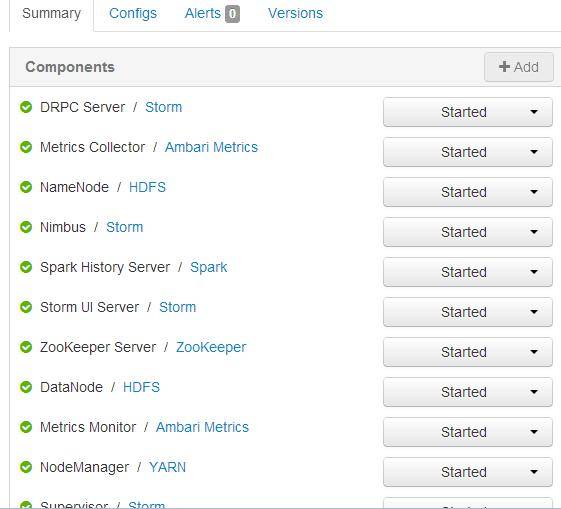 Summary Configs Alerts 0 Versions
Components + Add
DRPC Server / Storm Started
Metrics Collector / Ambari Metrics Started
NameNode / HDFS Started
Nimbus / Storm Started
Spark History Server / Spark Started
Storm UI Server / Storm Started
ZooKeeper Server / ZooKeeper Started
DataNode / HDFS Started
Metrics Monitor / Ambari Metrics Started
NodeManager / YARN Started
Supervisor / Storm